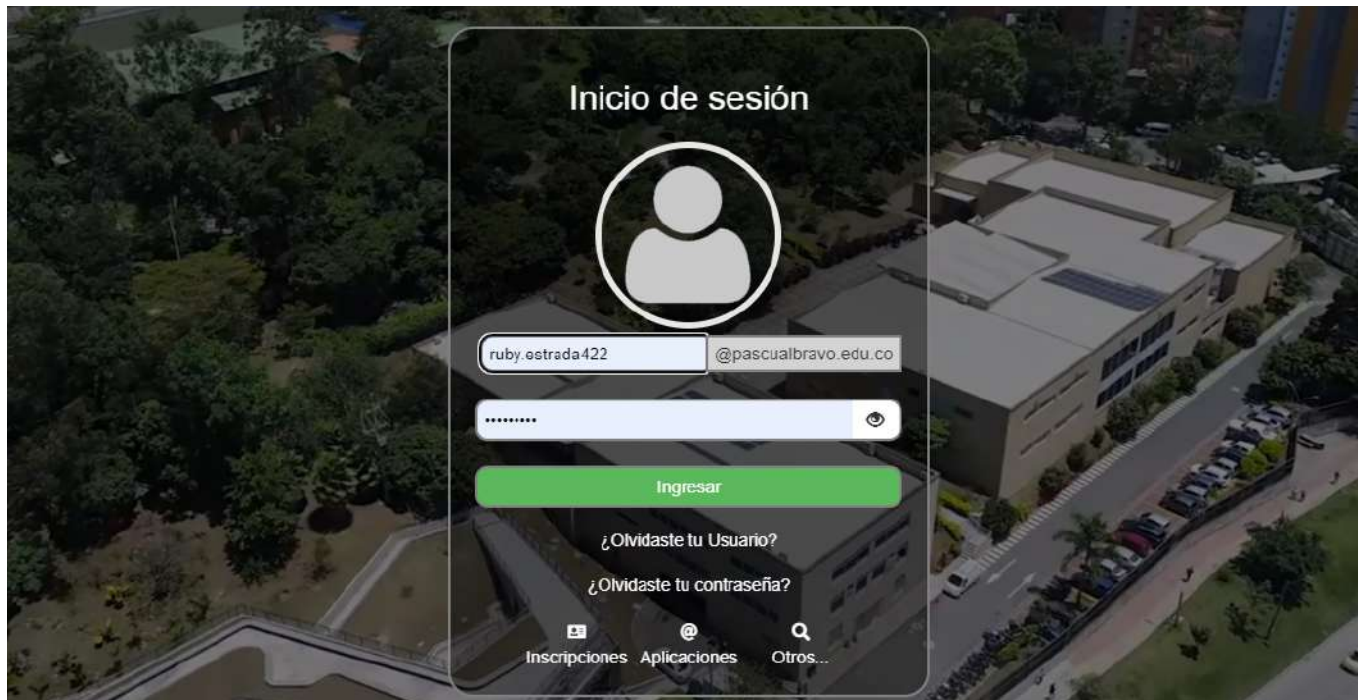 Inicio de sesión
ruby.estrada422 @pascualbravo.edu.co
•••••••••
Ingresar
¿Olvidaste tu Usuario?
¿Olvidaste tu contraseña?
Inscripciones Aplicaciones Otros...